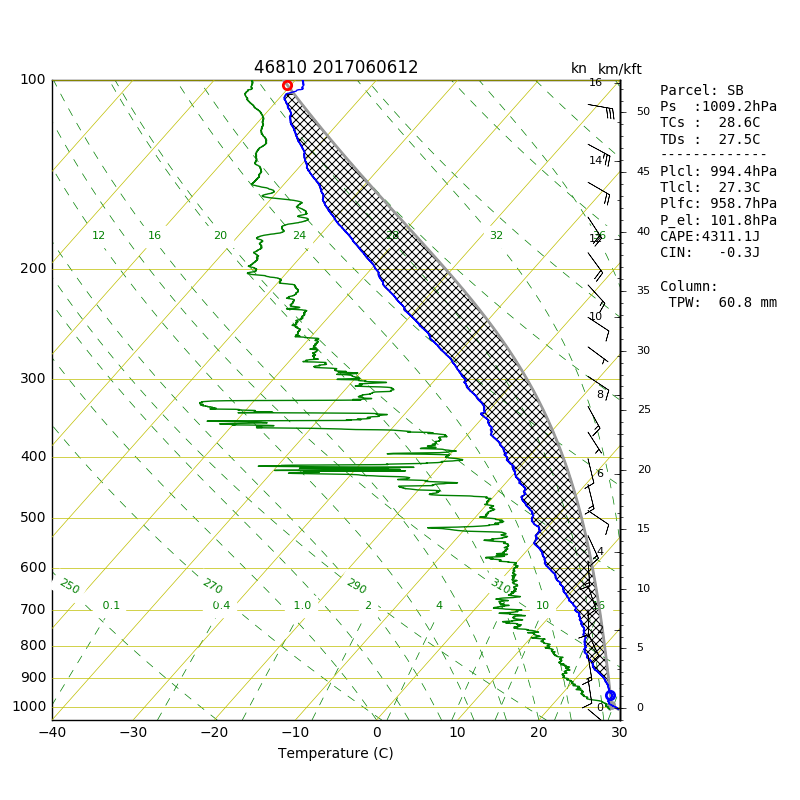 46810 2017060612
kn km/kft
Parcel: SB
Ps  :1009.2hPa
TCs :  28.6C
TDs :  27.5C
-------------
Plcl: 994.4hPa
Tlcl:  27.3C
Plfc: 958.7hPa
P_el: 101.8hPa
CAPE:4311.1J
CIN:   -0.3J
Column:
TPW:  60.8 mm
100
200
300
400
500
600
700
800
900
1000
12 16 20 24 28 32 36
250 270 290 310
0.1 0.4 1.0 2 4 10 16
16
14
12
10
8
6
4
0
50
45
40
35
30
25
20
15
10
5
0
−40 −30 −20 −10 0 10 20 30
Temperature (C)